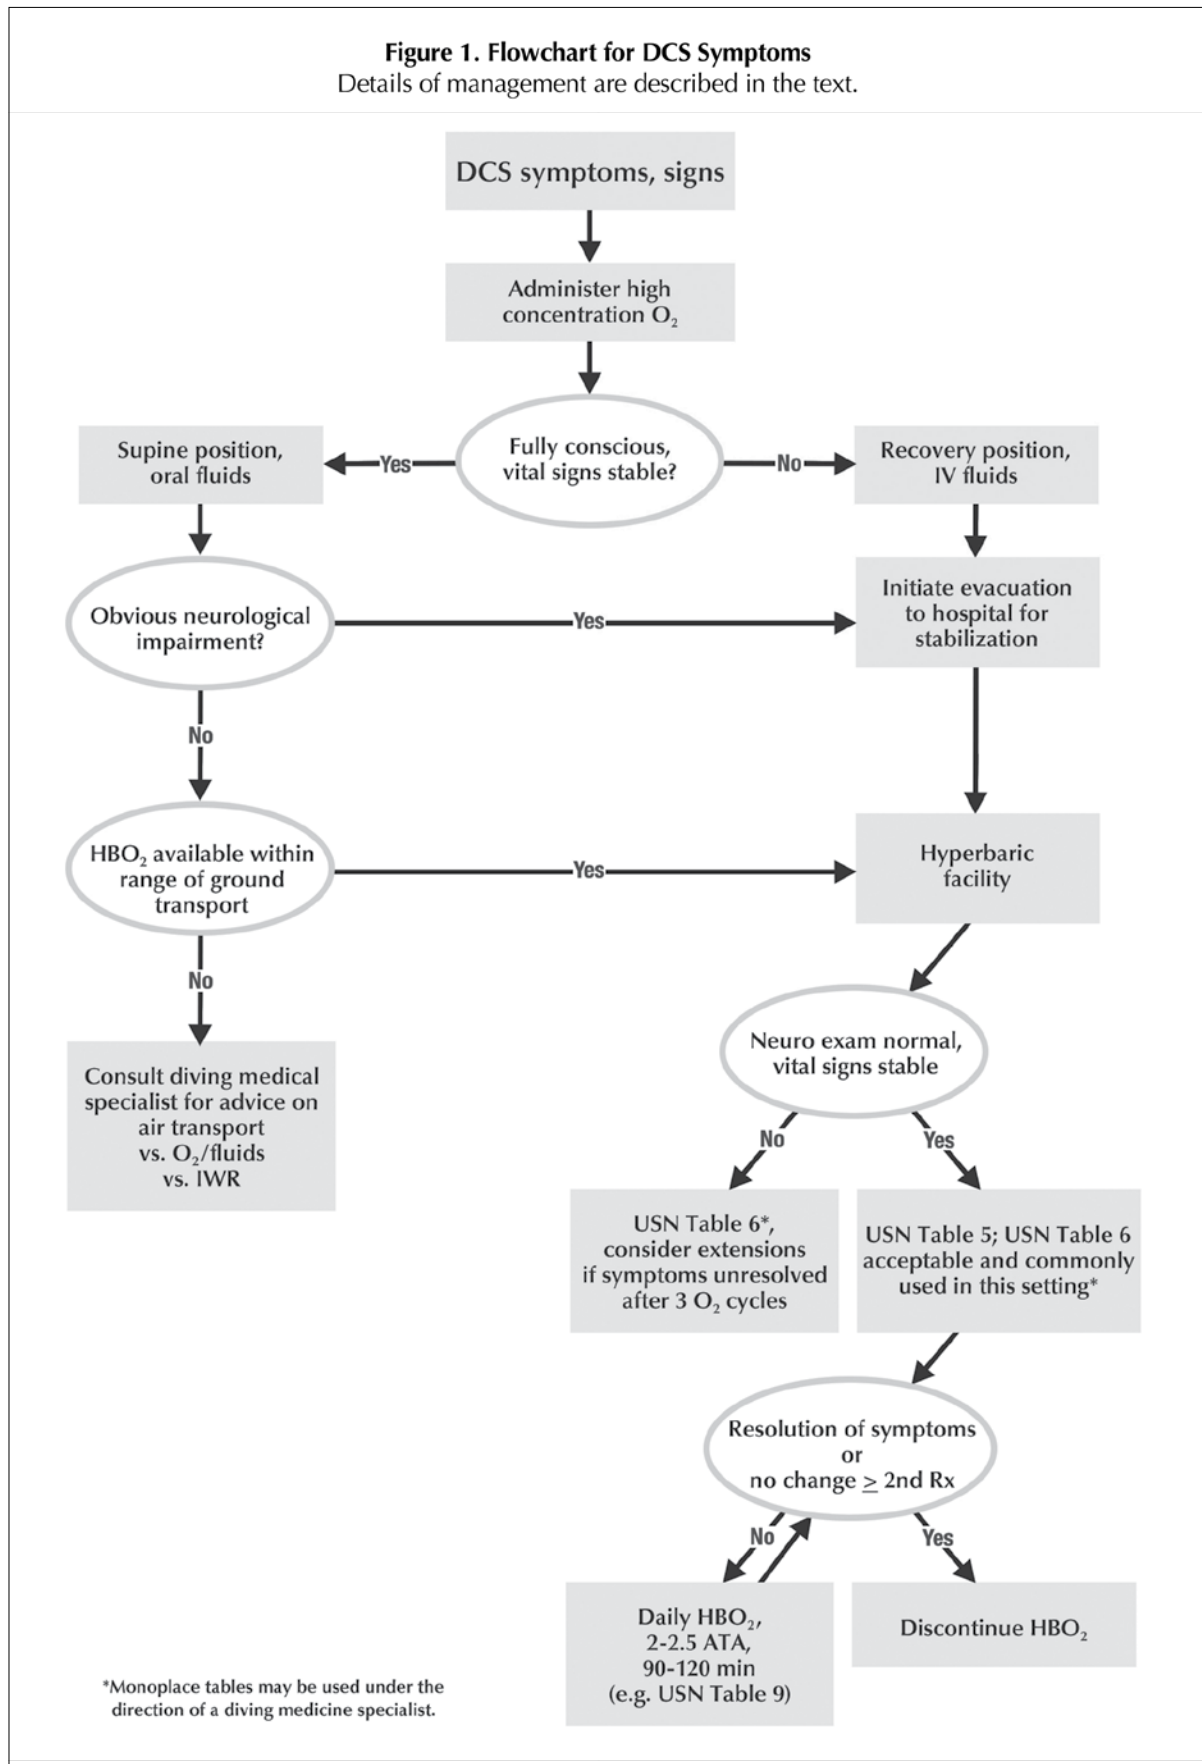 Figure 1. Flowchart for DCS Symptoms
Details of management are described in the text.
DCS symptoms, signs
Administer high
concentration O₂
Fully conscious,
vital signs stable?
Yes
No
Supine position,
oral fluids
Recovery position,
IV fluids
Obvious neurological
impairment?
Yes
Initiate evacuation
to hospital for
stabilization
No
HBO₂ available within
range of ground
transport
Yes
Hyperbaric
facility
No
Consult diving medical
specialist for advice on
air transport
vs. O₂/fluids
vs. IWR
Neuro exam normal,
vital signs stable
No
Yes
USN Table 6*,
consider extensions
if symptoms unresolved
after 3 O₂ cycles
USN Table 5; USN Table 6
acceptable and commonly
used in this setting*
Resolution of symptoms
or
no change ≥ 2nd Rx
No
Yes
Daily HBO₂,
2-2.5 ATA,
90-120 min
(e.g. USN Table 9)
Discontinue HBO₂
*Monoplace tables may be used under the
direction of a diving medicine specialist.